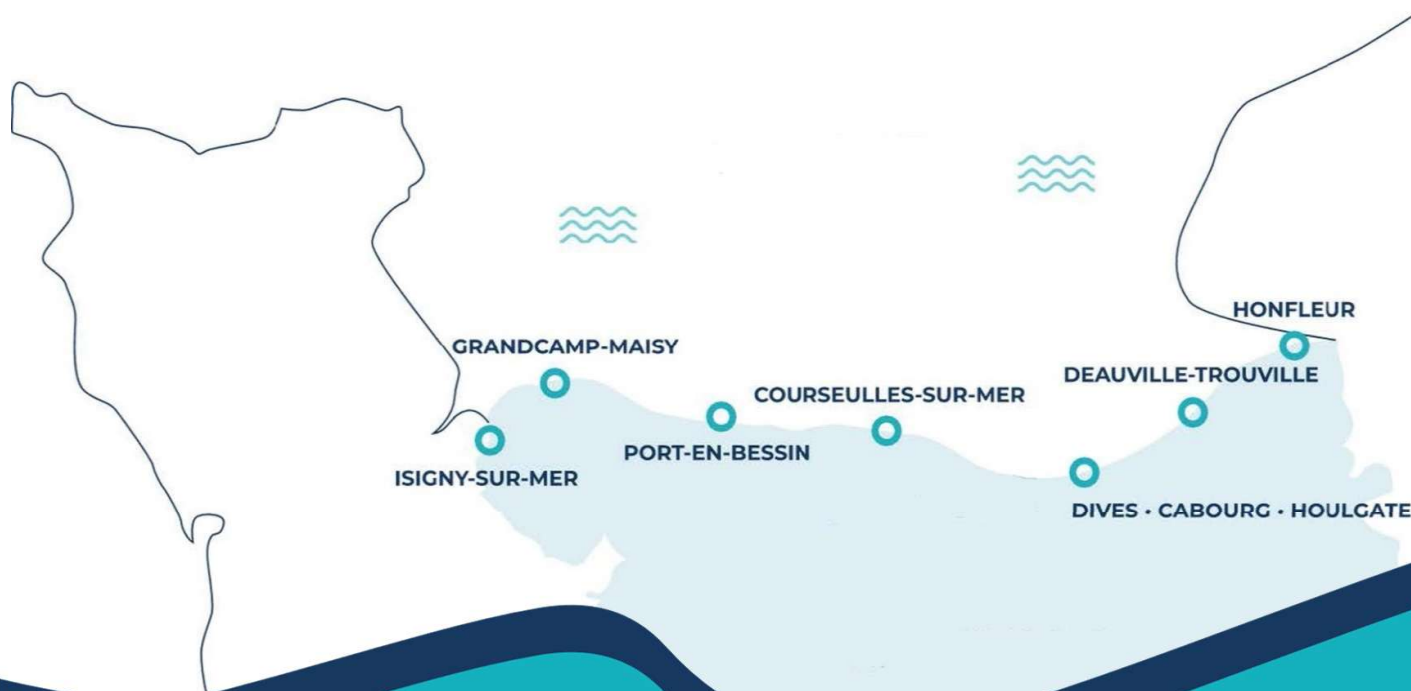 HONFLEUR
GRANDCAMP-MAISY
DEAUVILLE-TROUVILLE
COURSEULLES-SUR-MER
PORT-EN-BESSIN
ISIGNY-SUR-MER
DIVES • CABOURG • HOULGATE